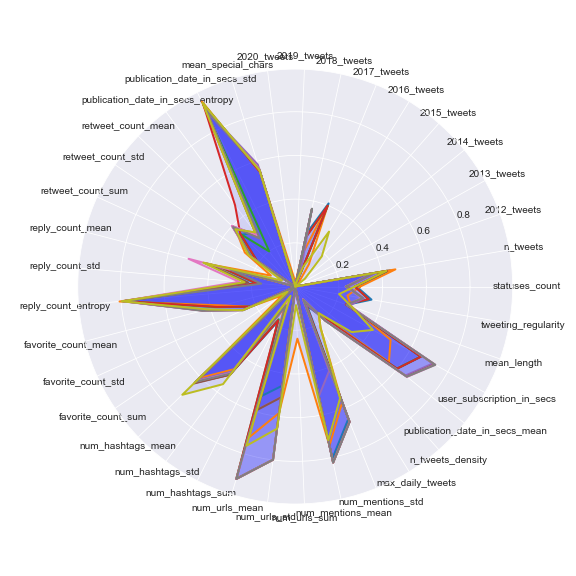 2019_tweets
2020_tweets
2018_tweets
mean_special_chars
2017_tweets
publication_date_in_secs_std
2016_tweets
publication_date_in_secs_entropy
2015_tweets
retweet_count_mean
2014_tweets
retweet_count_std
2013_tweets
retweet_count_sum
2012_tweets
0.8
0.6
0.4
0.2
reply_count_mean
n_tweets
reply_count_std
statuses_count
reply_count_entropy
tweeting_regularity
favorite_count_mean
mean_length
favorite_count_std
user_subscription_in_secs
favorite_count_sum
publication_date_in_secs_mean
num_hashtags_mean
n_tweets_density
num_hashtags_std
max_daily_tweets
num_hashtags_sum
num_mentions_std
num_urls_mean
num_mentions_mean
num_urls_std
num_urls_sum